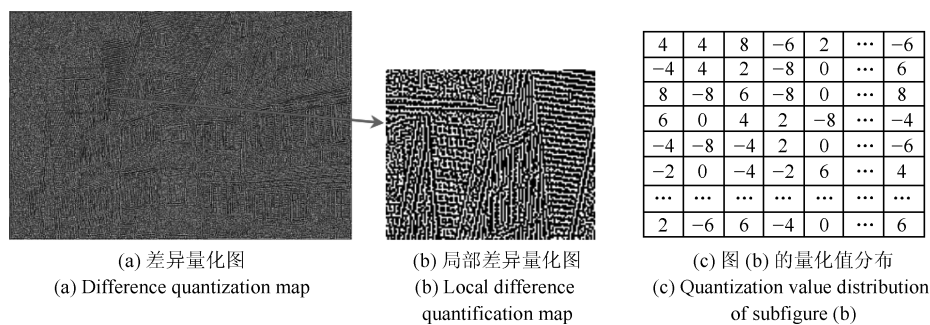 4 4 8 −6 2 ··· −6
−4 4 2 −8 0 ··· 6
8 −8 6 −8 0 ··· 8
6 0 4 2 −8 ··· −4
−4 −8 −4 2 0 ··· −6
−2 0 −4 −2 6 ··· 4
··· ··· ··· ··· ··· ··· ···
2 −6 6 −4 0 ··· 6
(a) 差异量化图
(a) Difference quantization map
(b) 局部差异量化图
(b) Local difference
quantification map
(c) 图 (b) 的量化值分布
(c) Quantization value distribution
of subfigure (b)